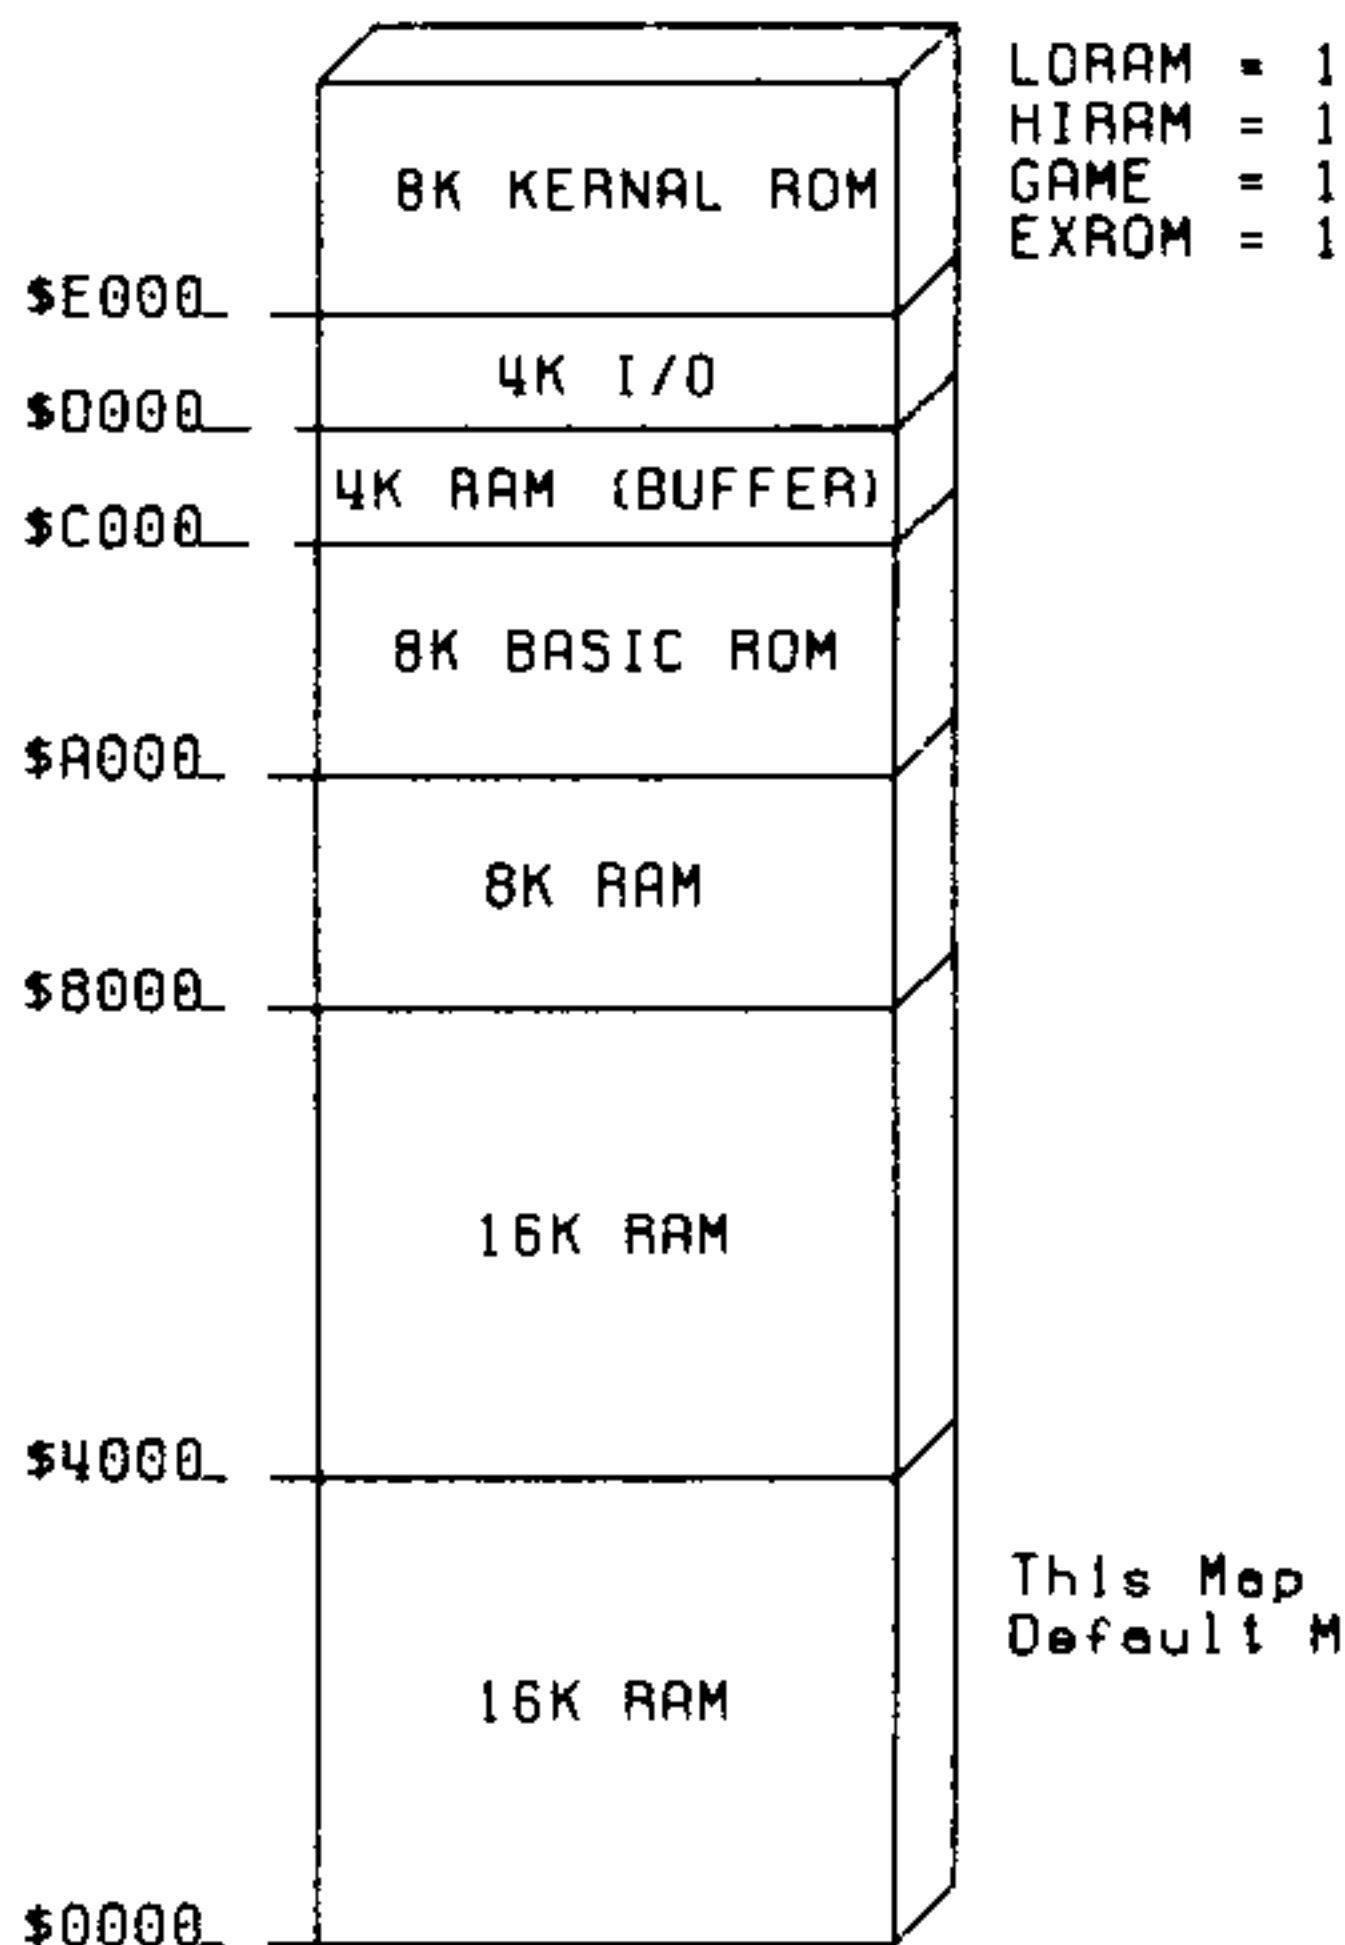 LORAM = 1
HIRAM = 1
GAME = 1
EXROM = 1
8K KERNAL ROM
$E000
4K I/O
$D000
4K RAM (BUFFER)
$C000
8K BASIC ROM
$A000
8K RAM
$8000
16K RAM
$4000
This Map
Default M
16K RAM
$0000